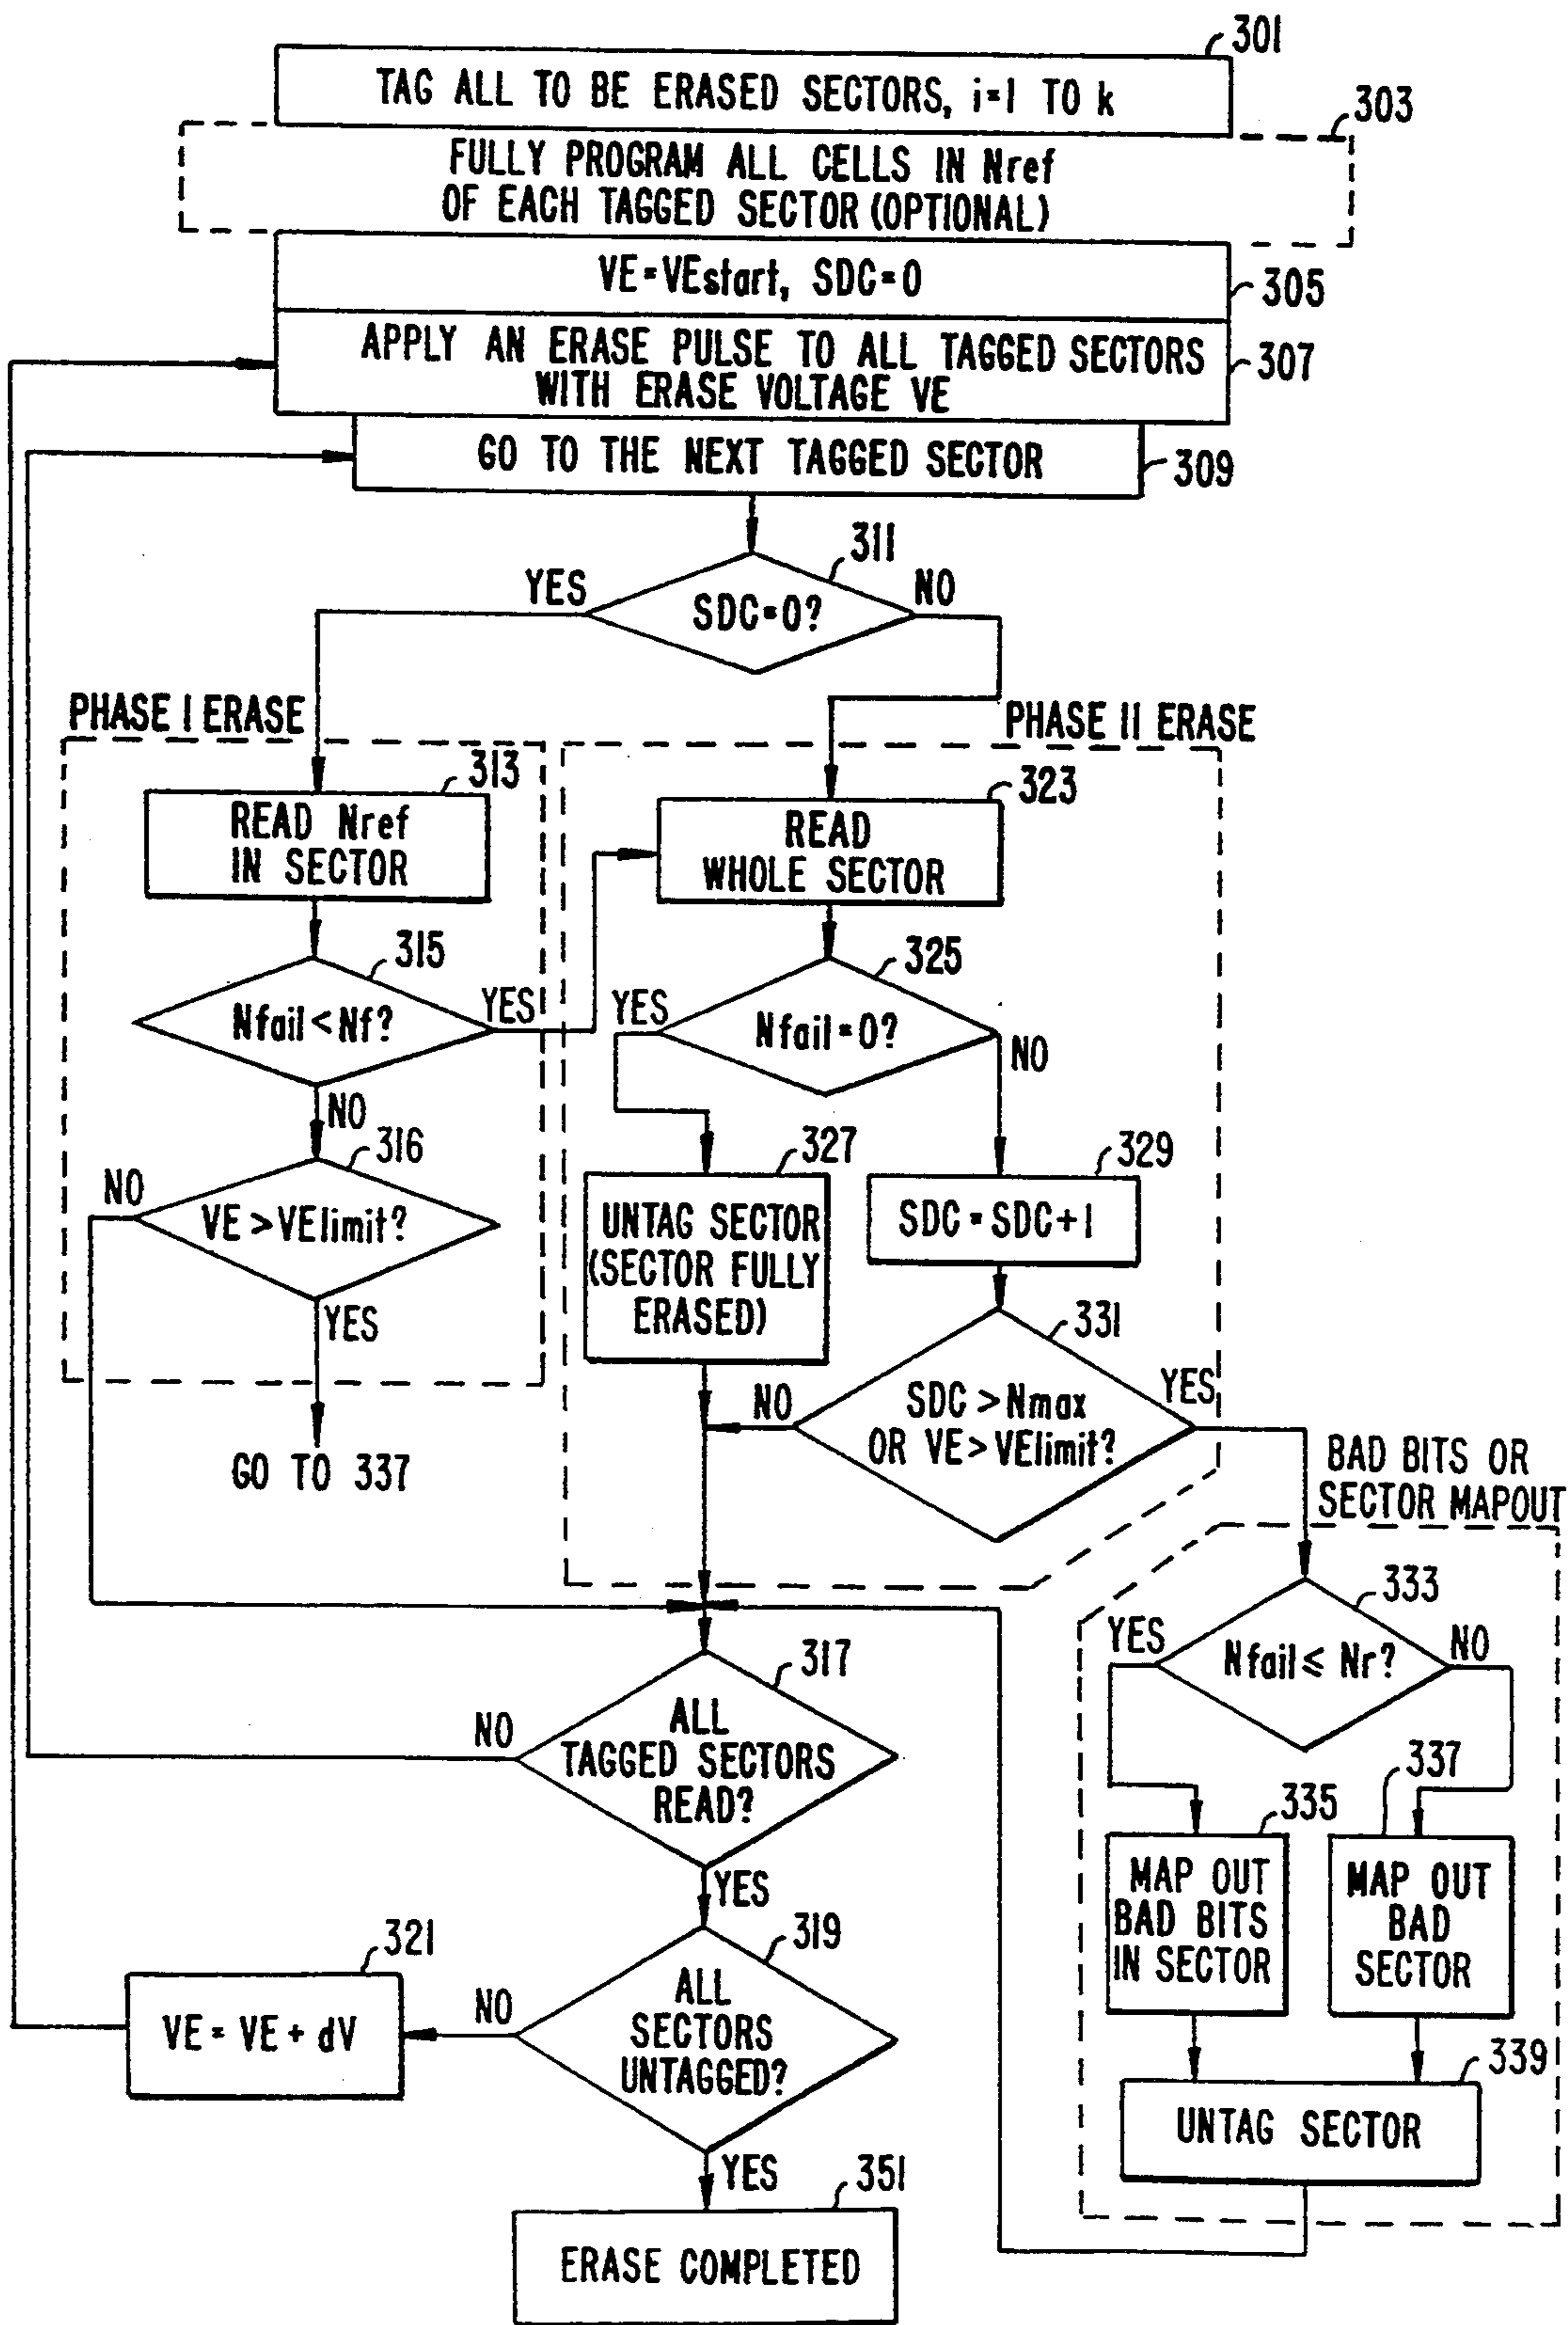 301
TAG ALL TO BE ERASED SECTORS, i=1 TO k
303
FULLY PROGRAM ALL CELLS IN Nref
OF EACH TAGGED SECTOR (OPTIONAL)
VE=VEstart, SDC=0
305
APPLY AN ERASE PULSE TO ALL TAGGED SECTORS
WITH ERASE VOLTAGE VE
307
GO TO THE NEXT TAGGED SECTOR
309
311
YES
NO
SDC=0?
PHASE I ERASE
PHASE II ERASE
313
READ Nref
IN SECTOR
323
READ
WHOLE SECTOR
315
Nfail<Nf?
YES
325
YES
Nfail=0?
NO
NO
316
NO
VE>VElimit?
YES
GO TO 337
327
UNTAG SECTOR
(SECTOR FULLY
ERASED)
329
SDC=SDC+1
331
NO
SDC>Nmax
OR VE>VElimit?
YES
BAD BITS OR
SECTOR MAPOUT
333
YES
Nfail≤Nr?
NO
317
NO
ALL
TAGGED SECTORS
READ?
YES
335
MAP OUT
BAD BITS
IN SECTOR
337
MAP OUT
BAD
SECTOR
321
VE=VE+dV
319
NO
ALL
SECTORS
UNTAGGED?
YES
339
UNTAG SECTOR
351
ERASE COMPLETED